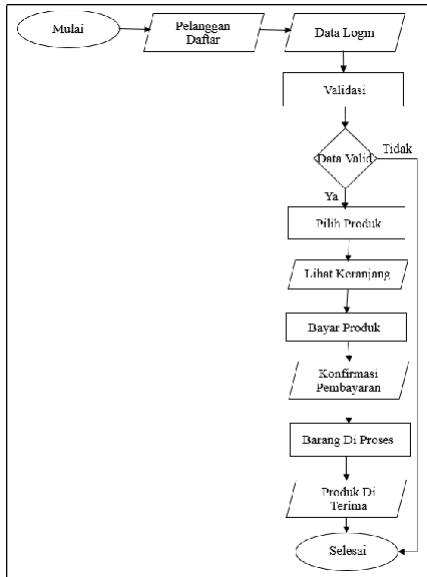 Mulai
Pelanggan
Daftar
Data Login
Validasi
Data Valid
Tidak
Ya
Pilih Produk
Lihat Keranjang
Bayar Produk
Konfirmasi
Pembayaran
Barang Di Proses
Produk Di
Terima
Selesai